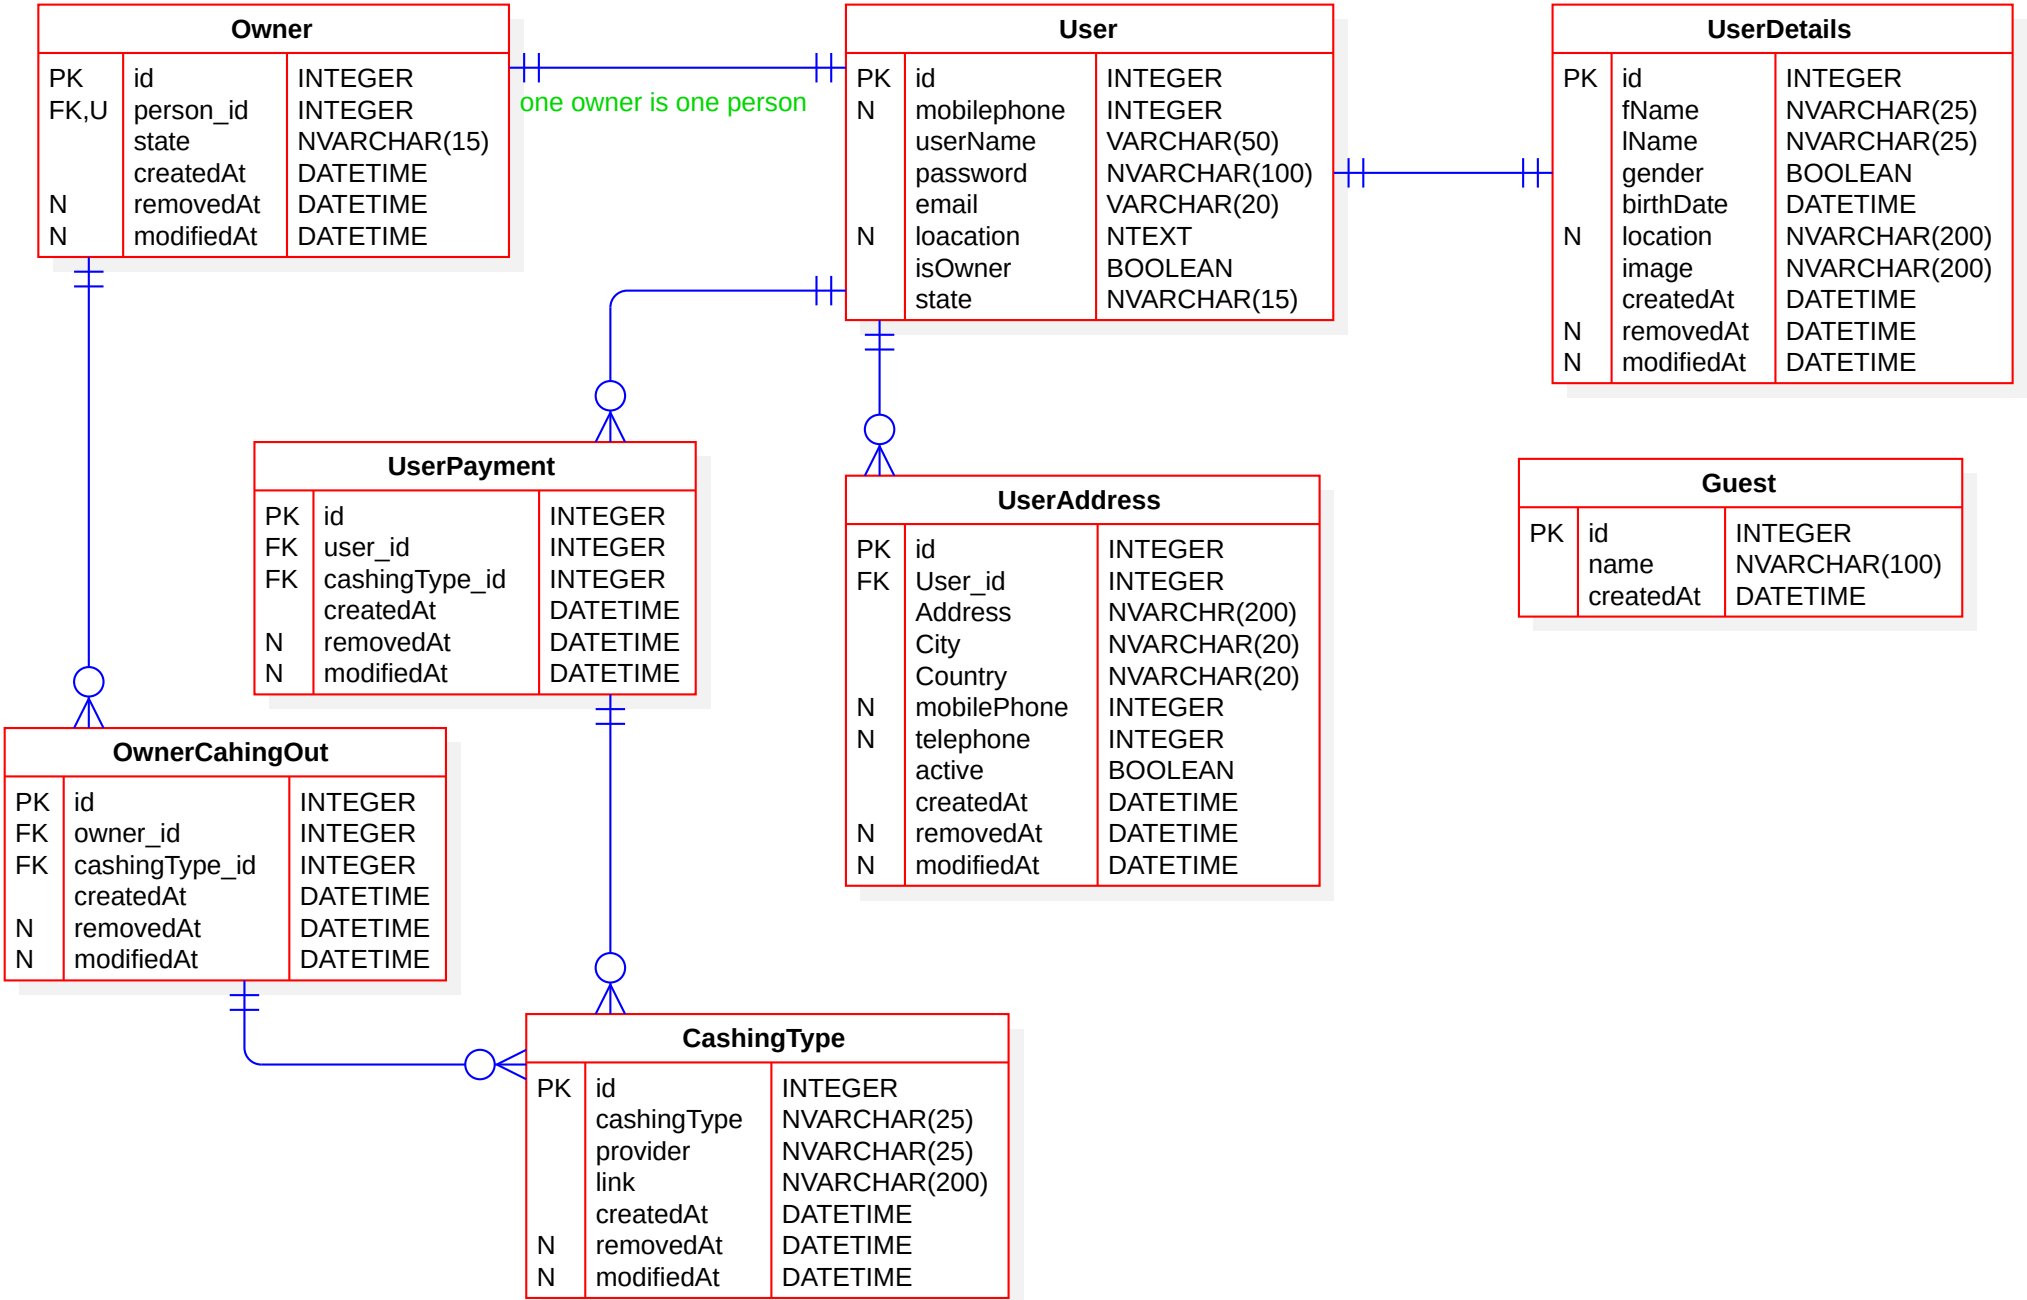 Owner
PK id INTEGER
FK,U person_id INTEGER
state NVARCHAR(15)
createdAt DATETIME
N removedAt DATETIME
N modifiedAt DATETIME
one owner is one person
User
PK id INTEGER
N mobilephone INTEGER
userName VARCHAR(50)
password NVARCHAR(100)
email VARCHAR(20)
N loacation NTEXT
isOwner BOOLEAN
state NVARCHAR(15)
UserDetails
PK id INTEGER
fName NVARCHAR(25)
lName NVARCHAR(25)
gender BOOLEAN
birthDate DATETIME
N location NVARCHAR(200)
image NVARCHAR(200)
createdAt DATETIME
N removedAt DATETIME
N modifiedAt DATETIME
UserPayment
PK id INTEGER
FK user_id INTEGER
FK cashingType_id INTEGER
createdAt DATETIME
N removedAt DATETIME
N modifiedAt DATETIME
UserAddress
PK id INTEGER
FK User_id INTEGER
Address NVARCHR(200)
City NVARCHAR(20)
Country NVARCHAR(20)
N mobilePhone INTEGER
N telephone INTEGER
active BOOLEAN
createdAt DATETIME
N removedAt DATETIME
N modifiedAt DATETIME
Guest
PK id INTEGER
name NVARCHAR(100)
createdAt DATETIME
OwnerCahingOut
PK id INTEGER
FK owner_id INTEGER
FK cashingType_id INTEGER
createdAt DATETIME
N removedAt DATETIME
N modifiedAt DATETIME
CashingType
PK id INTEGER
cashingType NVARCHAR(25)
provider NVARCHAR(25)
link NVARCHAR(200)
createdAt DATETIME
N removedAt DATETIME
N modifiedAt DATETIME